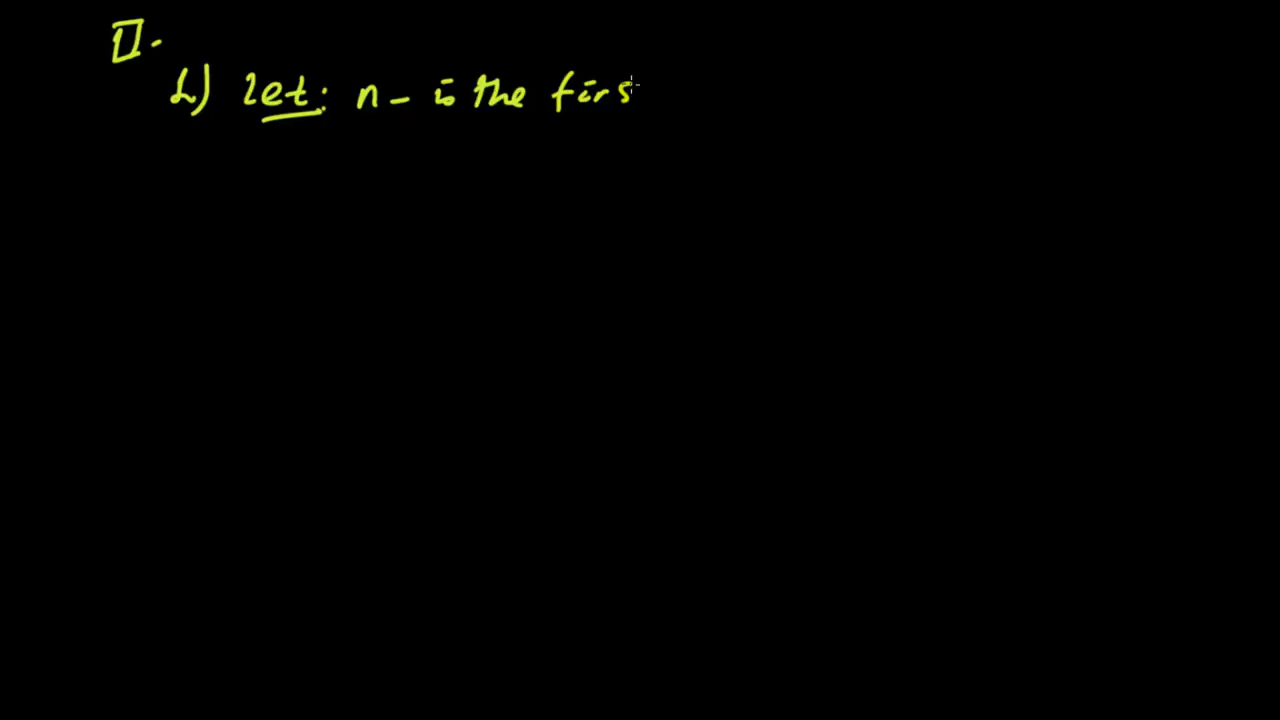 II.
L) let: n - is the firs